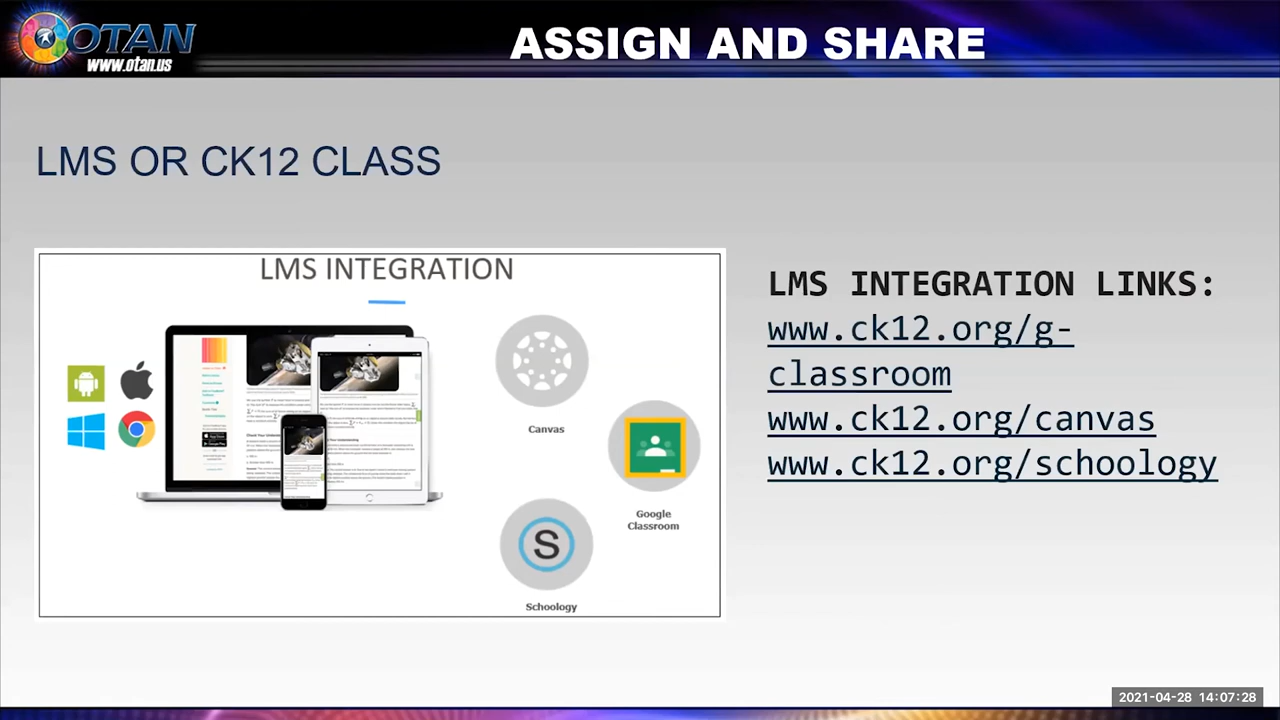 OTAN
www.otan.us
ASSIGN AND SHARE
LMS OR CK12 CLASS
LMS INTEGRATION
Canvas
Google
Classroom
S
Schoology
LMS INTEGRATION LINKS:
www.ck12.org/g-
classroom
www.ck12.org/canvas
www.ck12.org/schoology
2021-04-28 14:07:28